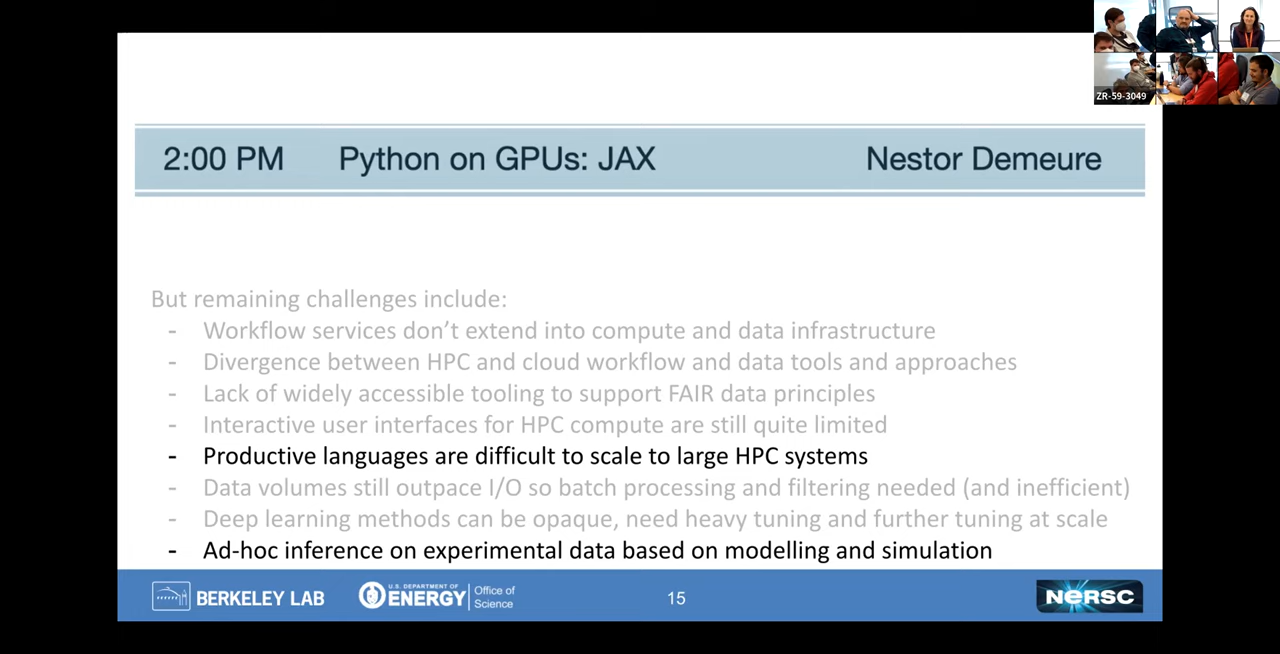 ZR-59-3049
2:00 PM Python on GPUs: JAX Nestor Demeure
But remaining challenges include:
- Workflow services don’t extend into compute and data infrastructure
- Divergence between HPC and cloud workflow and data tools and approaches
- Lack of widely accessible tooling to support FAIR data principles
- Interactive user interfaces for HPC compute are still quite limited
- Productive languages are difficult to scale to large HPC systems
- Data volumes still outpace I/O so batch processing and filtering needed (and inefficient)
- Deep learning methods can be opaque, need heavy tuning and further tuning at scale
- Ad-hoc inference on experimental data based on modelling and simulation
BERKELEY LAB
U.S. DEPARTMENT OF
ENERGY
Office of
Science
15
NERSC